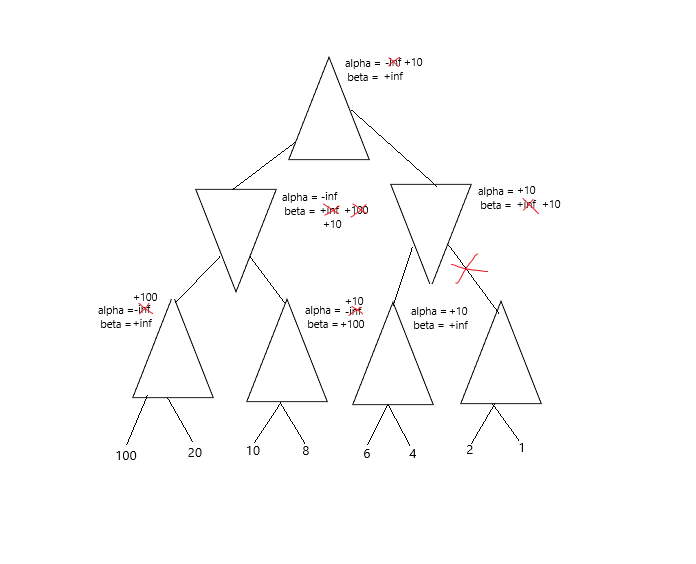 alpha = -inf +10
beta = +inf
alpha = -inf
beta = +inf +100
+10
alpha = +10
beta = +inf +10
+100
alpha =-inf
beta =+inf
+10
alpha = -inf
beta =+100
alpha = +10
beta = +inf
100
20
10
8
6
4
2
1